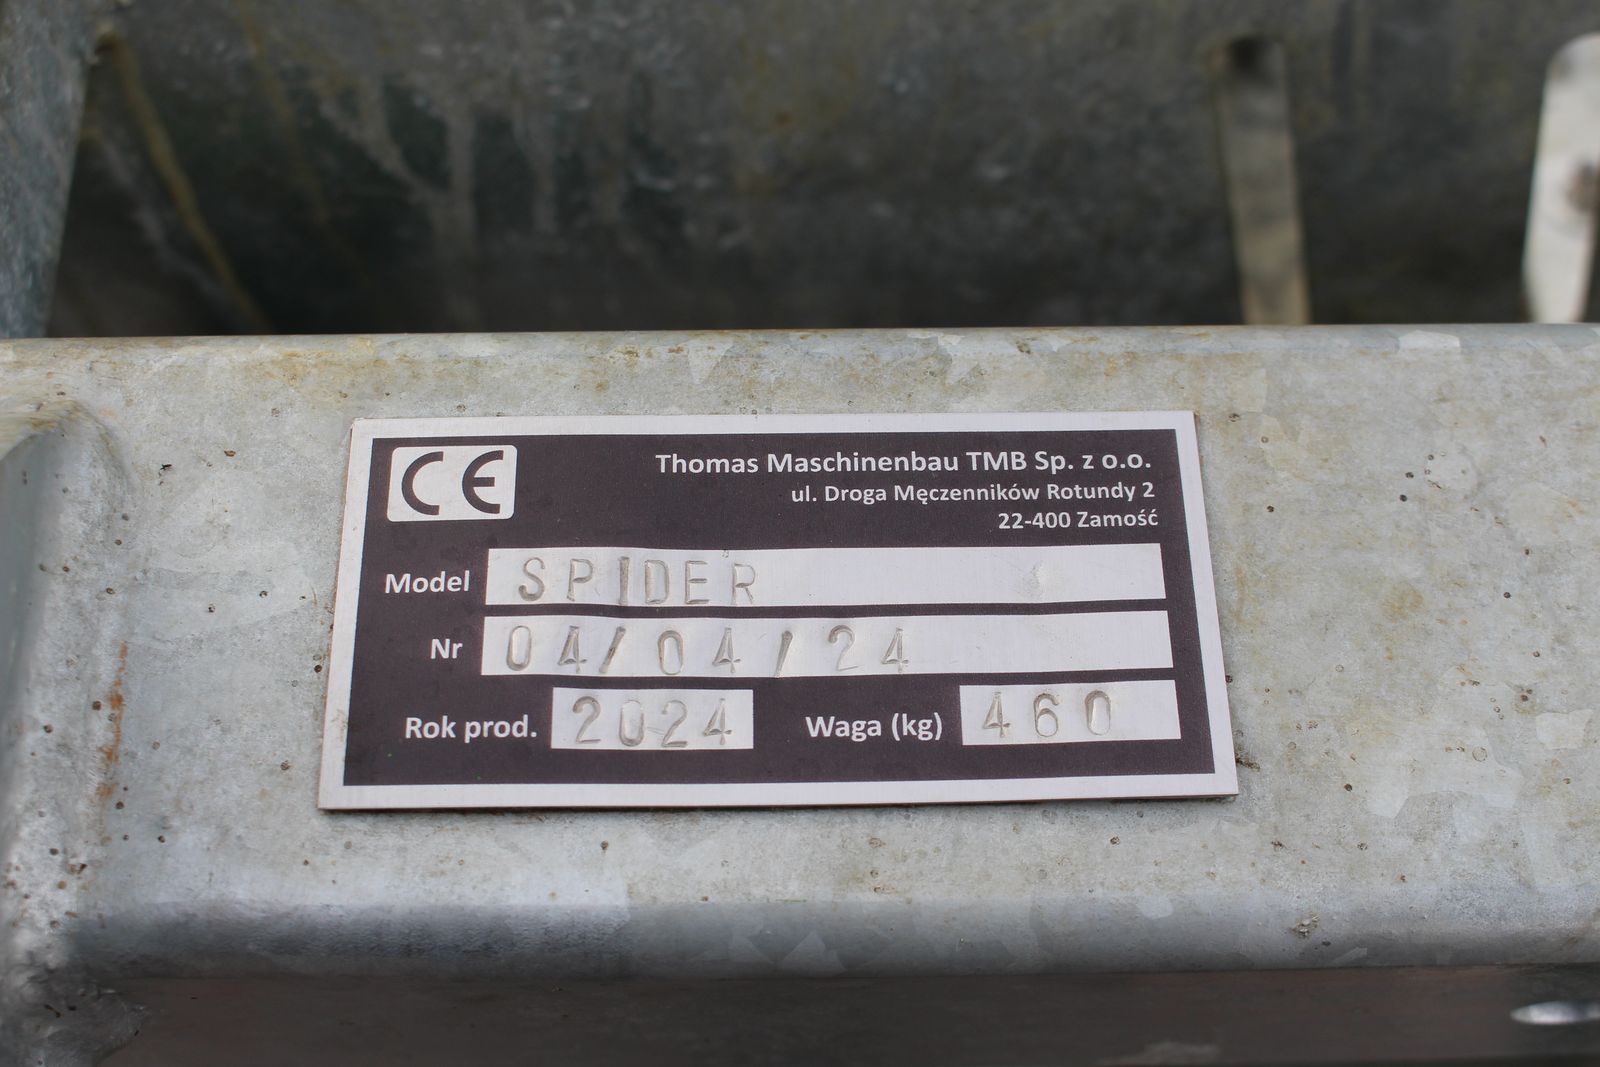 CE
Thomas Maschinenbau TMB Sp. z o.o.
ul. Droga Męczenników Rotundy 2
22-400 Zamość
Model SPIDER
Nr 04/04/24
Rok prod. 2024 Waga (kg) 460